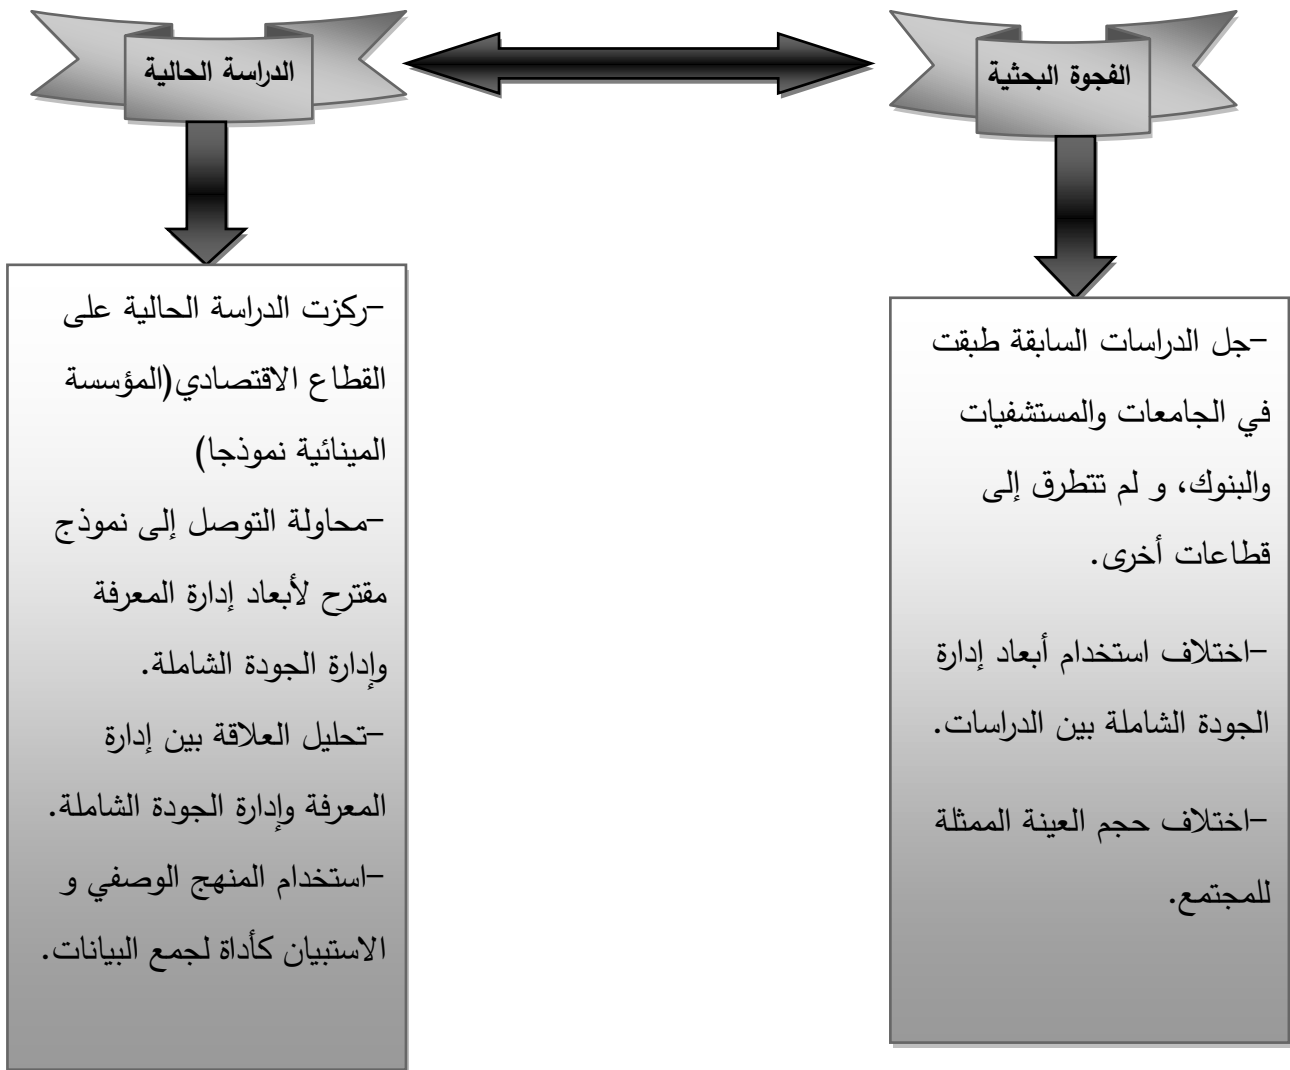 الفجوة البحثية
-جل الدراسات السابقة طبقت
في الجامعات والمستشفيات
والبنوك، و لم تتطرق إلى
قطاعات أخرى.
-اختلاف استخدام أبعاد إدارة
الجودة الشاملة بين الدراسات.
-اختلاف حجم العينة الممثلة
للمجتمع.
الدراسة الحالية
-ركزت الدراسة الحالية على
القطاع الاقتصادي(المؤسسة
المينائية نموذجا)
-محاولة التوصل إلى نموذج
مقترح لأبعاد إدارة المعرفة
وإدارة الجودة الشاملة.
-تحليل العلاقة بين إدارة
المعرفة وإدارة الجودة الشاملة.
-استخدام المنهج الوصفي و
الاستبيان كأداة لجمع البيانات.